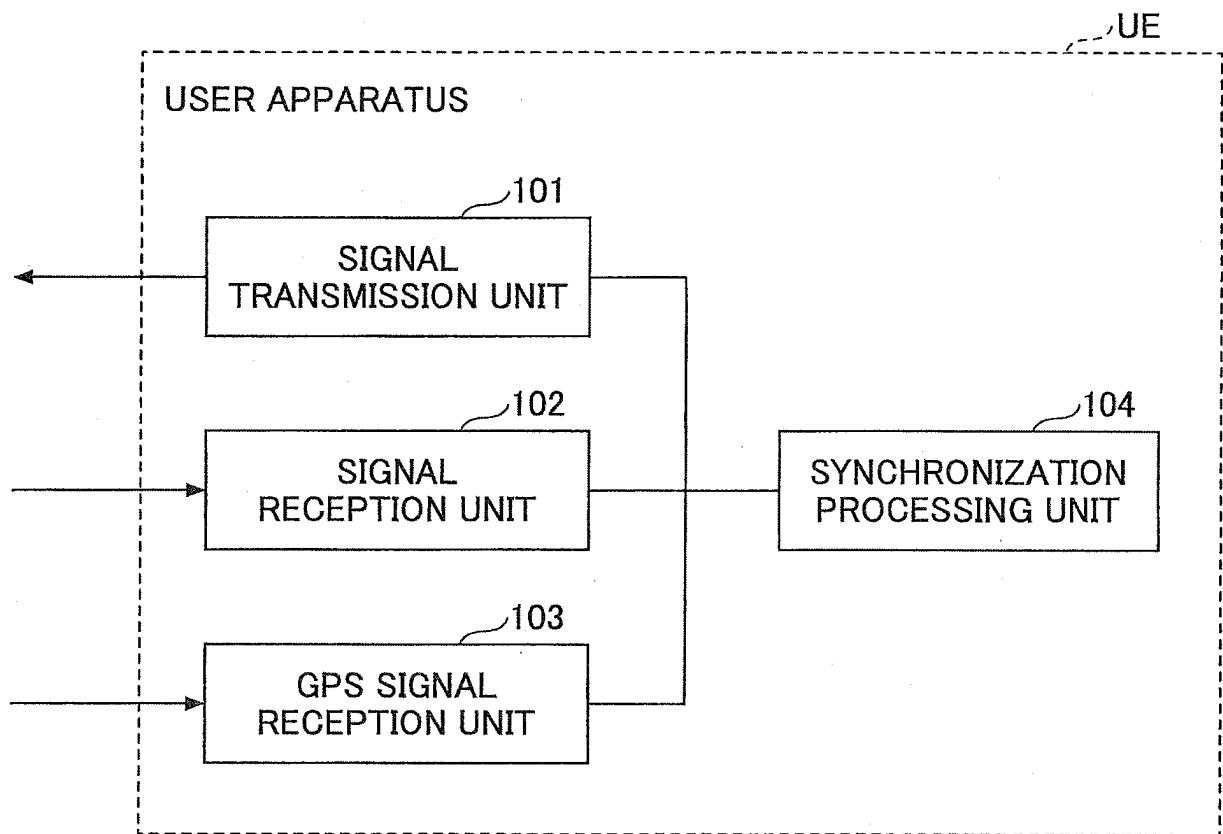 UE
USER APPARATUS
101
SIGNAL
TRANSMISSION UNIT
102
SIGNAL
RECEPTION UNIT
104
SYNCHRONIZATION
PROCESSING UNIT
103
GPS SIGNAL
RECEPTION UNIT